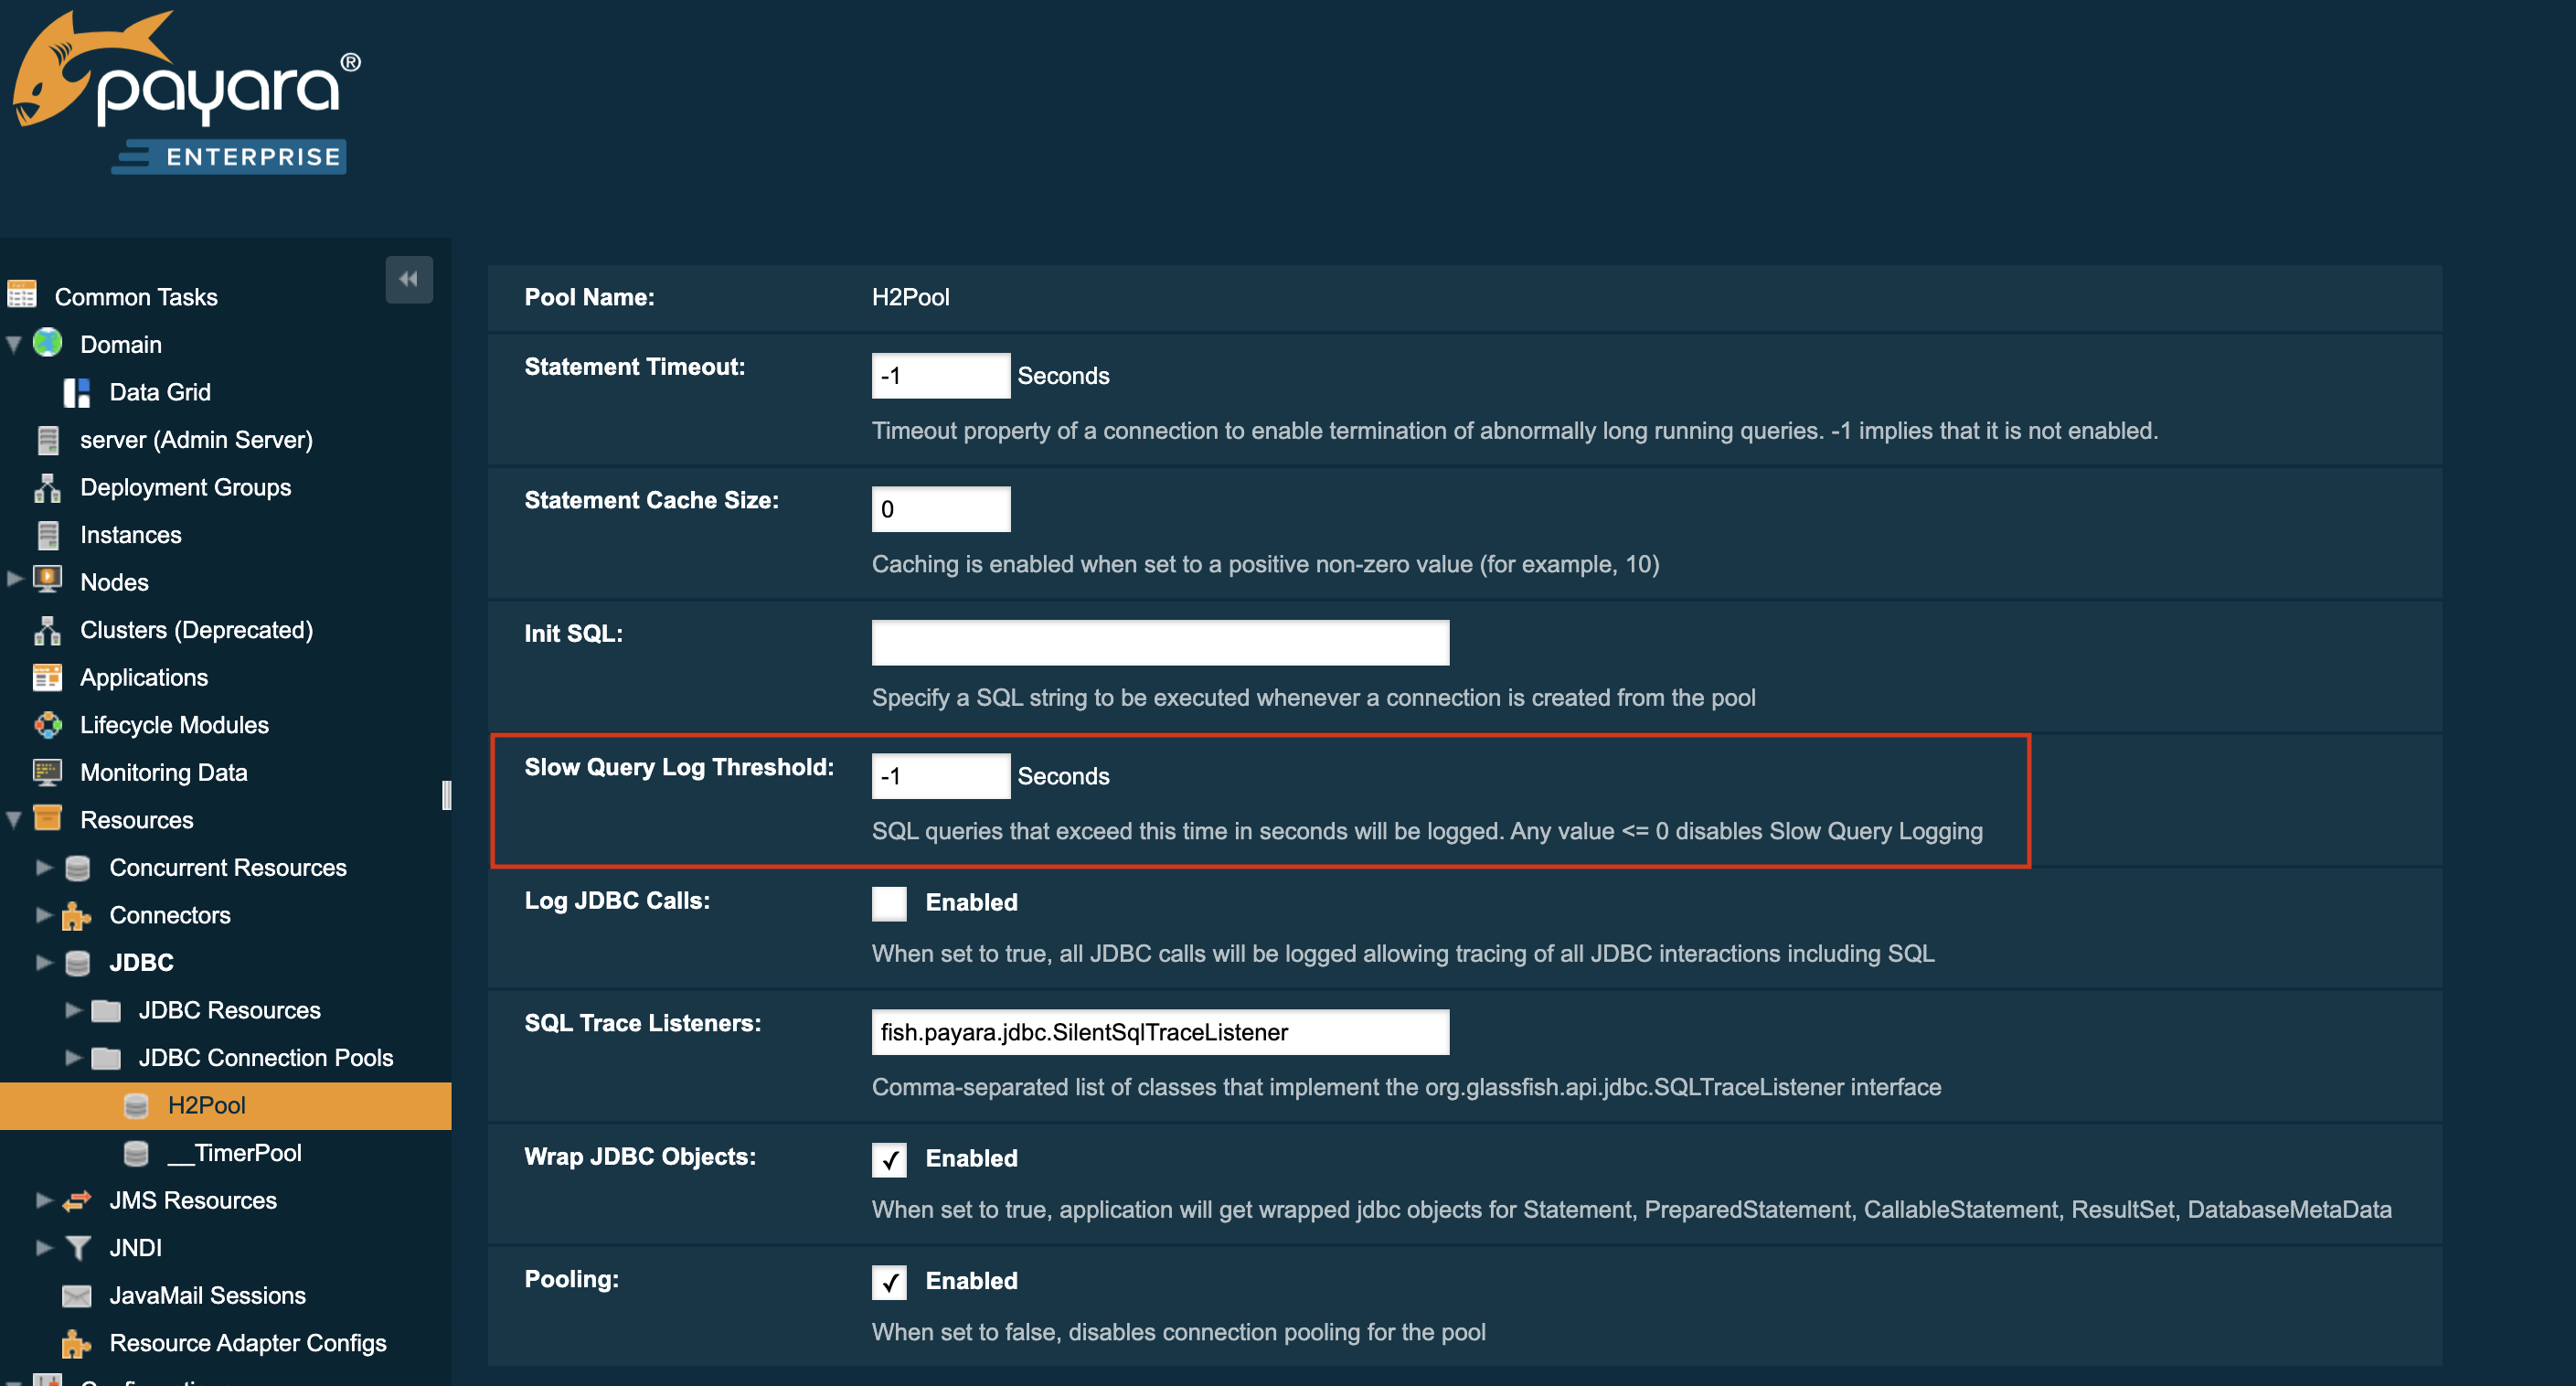 payara®
ENTERPRISE
Common Tasks
Domain
Data Grid
server (Admin Server)
Deployment Groups
Instances
Nodes
Clusters (Deprecated)
Applications
Lifecycle Modules
Monitoring Data
Resources
Concurrent Resources
Connectors
JDBC
JDBC Resources
JDBC Connection Pools
H2Pool
__TimerPool
JMS Resources
JNDI
JavaMail Sessions
Resource Adapter Configs
Pool Name: H2Pool
Statement Timeout: -1 Seconds
Timeout property of a connection to enable termination of abnormally long running queries. -1 implies that it is not enabled.
Statement Cache Size: 0
Caching is enabled when set to a positive non-zero value (for example, 10)
Init SQL:
Specify a SQL string to be executed whenever a connection is created from the pool
Slow Query Log Threshold: -1 Seconds
SQL queries that exceed this time in seconds will be logged. Any value <= 0 disables Slow Query Logging
Log JDBC Calls: Enabled
When set to true, all JDBC calls will be logged allowing tracing of all JDBC interactions including SQL
SQL Trace Listeners: fish.payara.jdbc.SilentSqlTraceListener
Comma-separated list of classes that implement the org.glassfish.api.jdbc.SQLTraceListener interface
Wrap JDBC Objects: Enabled
When set to true, application will get wrapped jdbc objects for Statement, PreparedStatement, CallableStatement, ResultSet, DatabaseMetaData
Pooling: Enabled
When set to false, disables connection pooling for the pool